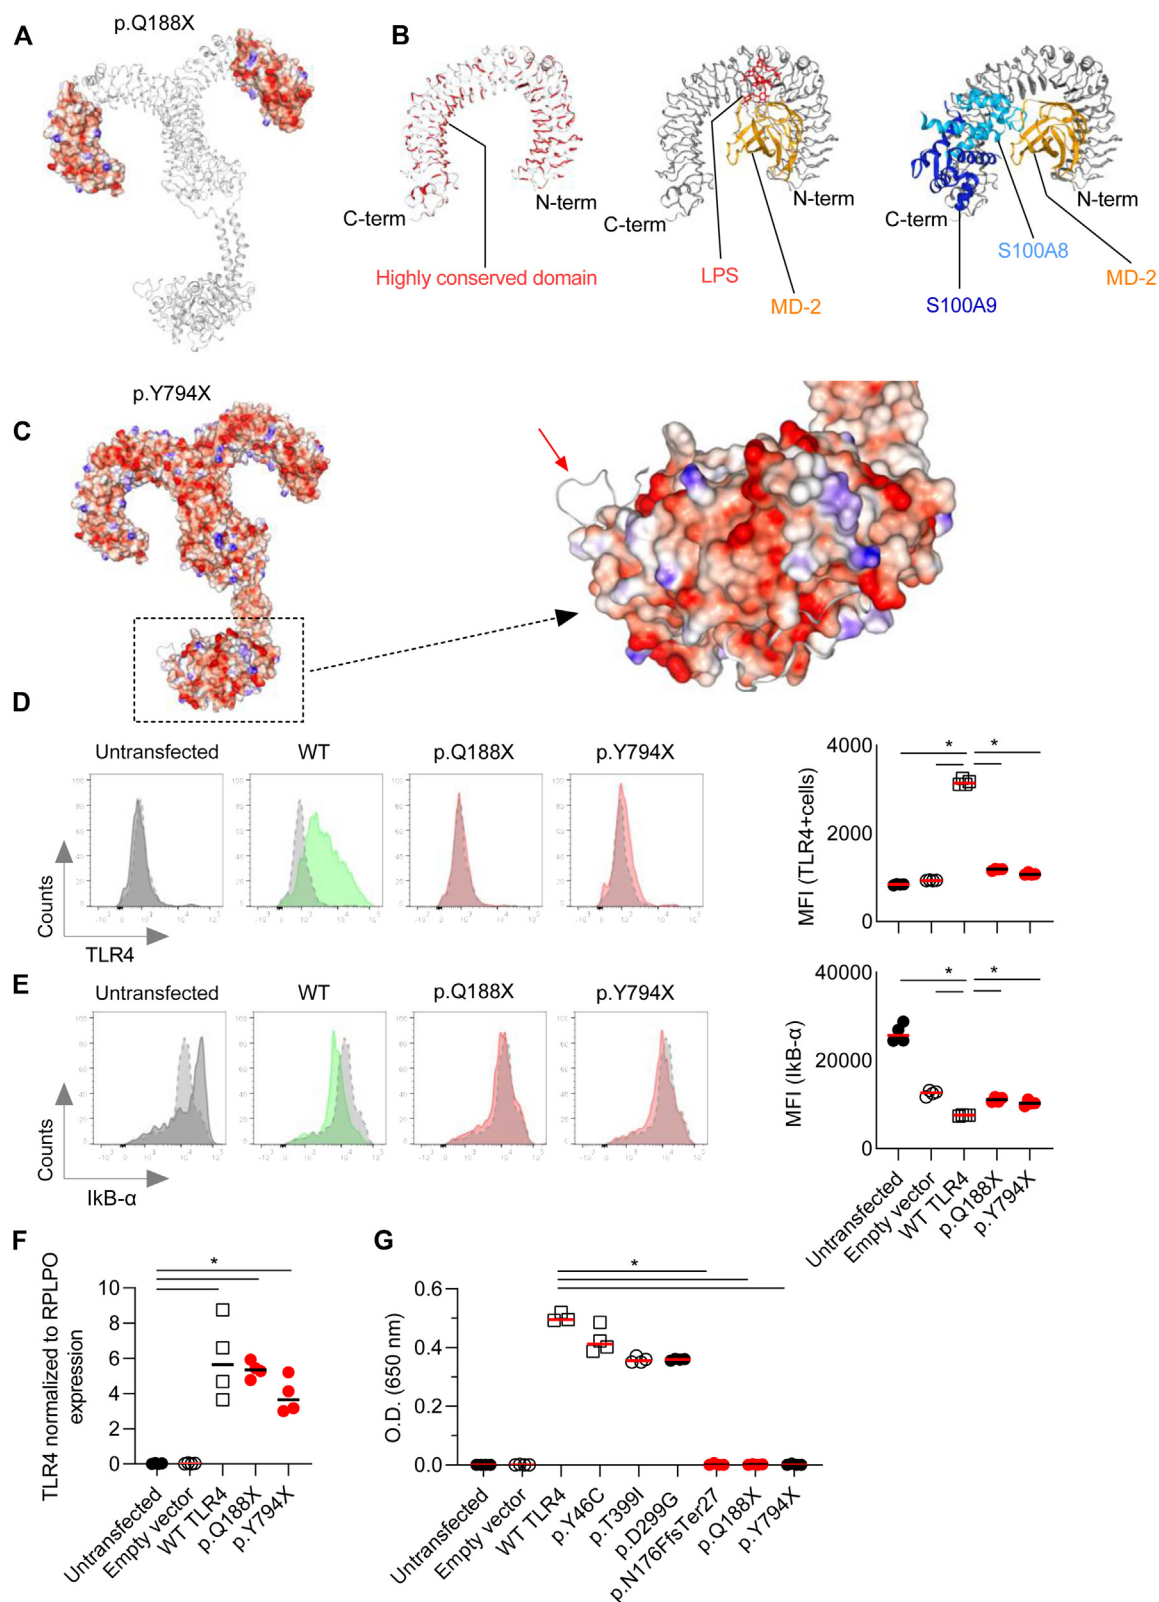 A
p.Q188X
B
C-term
N-term
Highly conserved domain
C-term
N-term
LPS
MD-2
C-term
N-term
S100A8
MD-2
S100A9
C
p.Y794X
D
Untransfected
WT
p.Q188X
p.Y794X
Counts
TLR4
MFI (TLR4+cells)
4000
2000
0
*
*
E
Untransfected
WT
p.Q188X
p.Y794X
Counts
IkB-α
MFI (IkB-α)
40000
20000
0
*
*
Untransfected
Empty vector
WT TLR4
p.Q188X
p.Y794X
F
TLR4 normalized to RPLPO
expression
10
8
6
4
2
0
*
Untransfected
Empty vector
WT TLR4
p.Q188X
p.Y794X
G
O.D. (650 nm)
0.6
0.4
0.2
0.0
*
Untransfected
Empty vector
WT TLR4
p.Y46C
p.T399I
p.D299G
p.N176FfsTer27
p.Q188X
p.Y794X